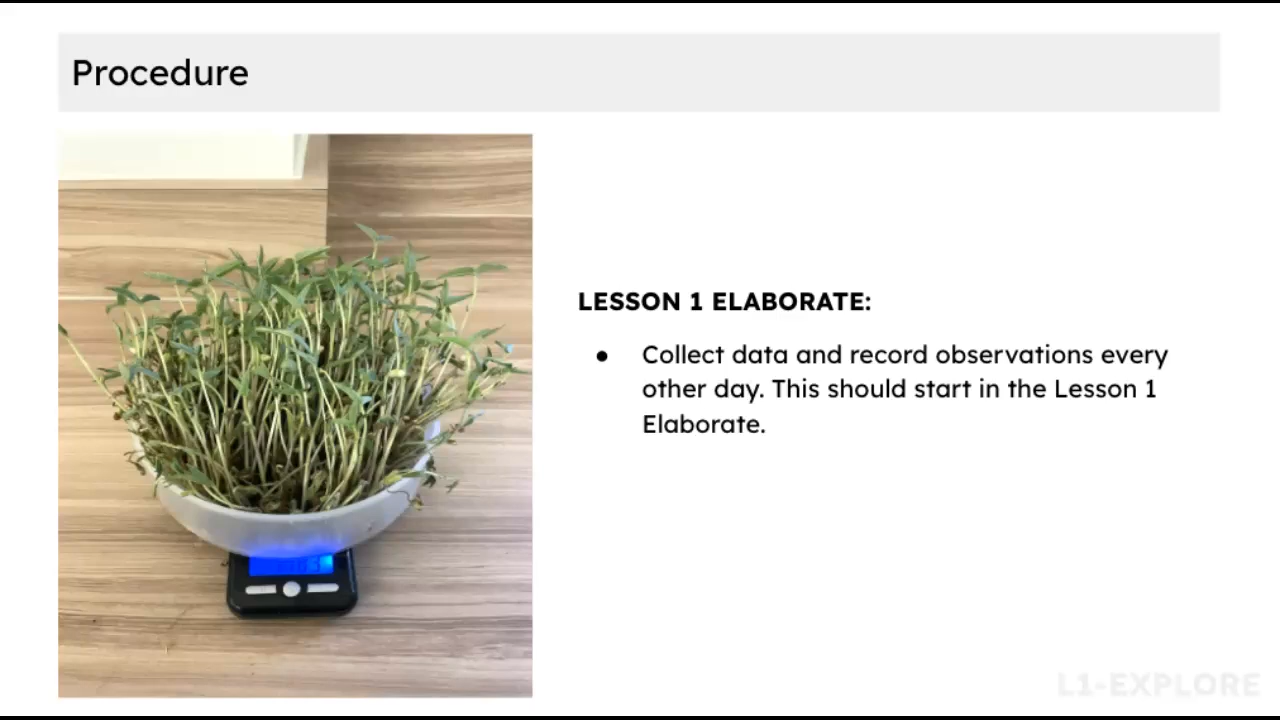 Procedure
LESSON 1 ELABORATE:
● Collect data and record observations every
other day. This should start in the Lesson 1
Elaborate.
L1-EXPLORE